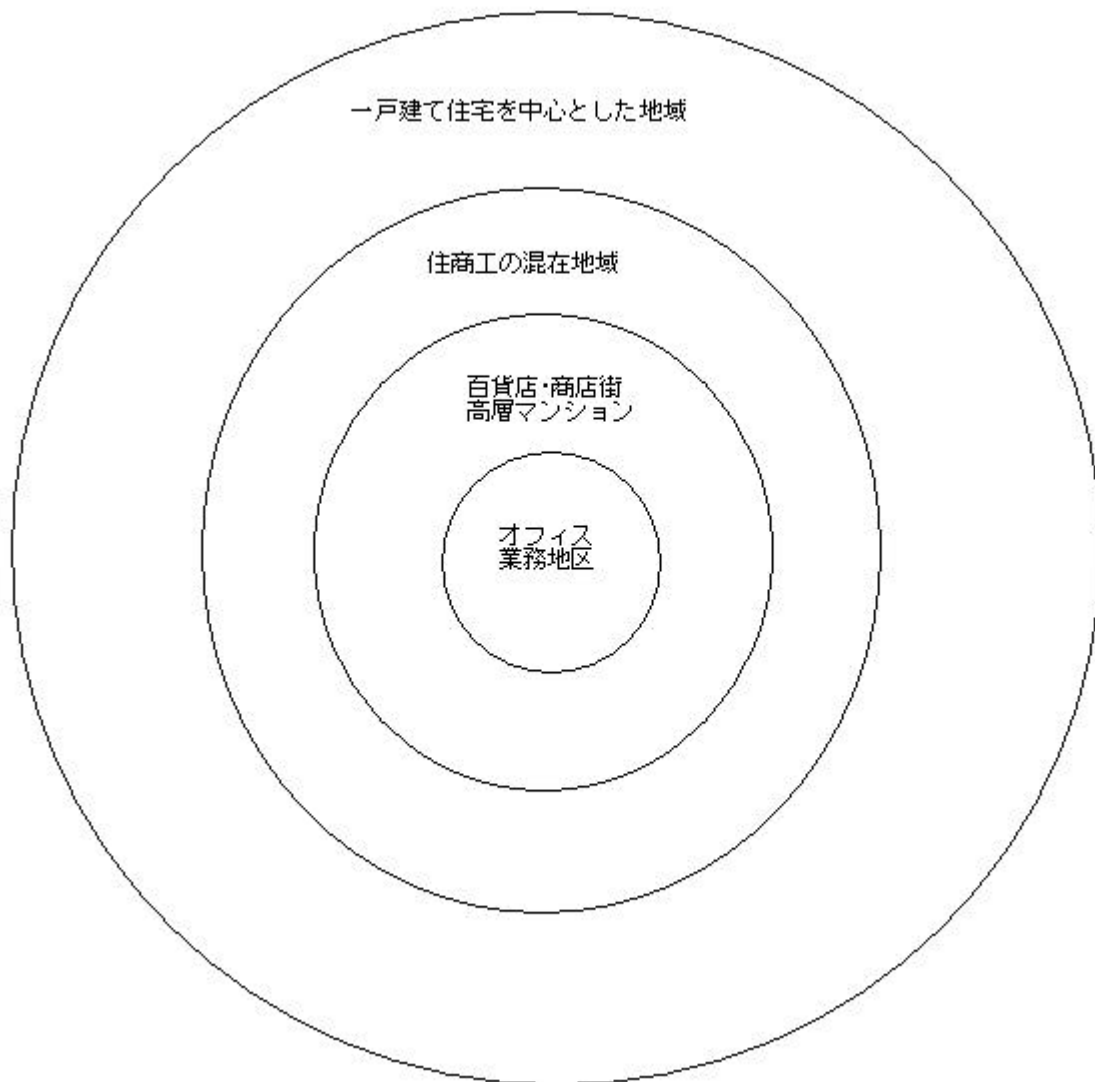 一戸建て住宅を中心とした地域
住商工の混在地域
百貨店・商店街
高層マンション
オフィス
業務地区